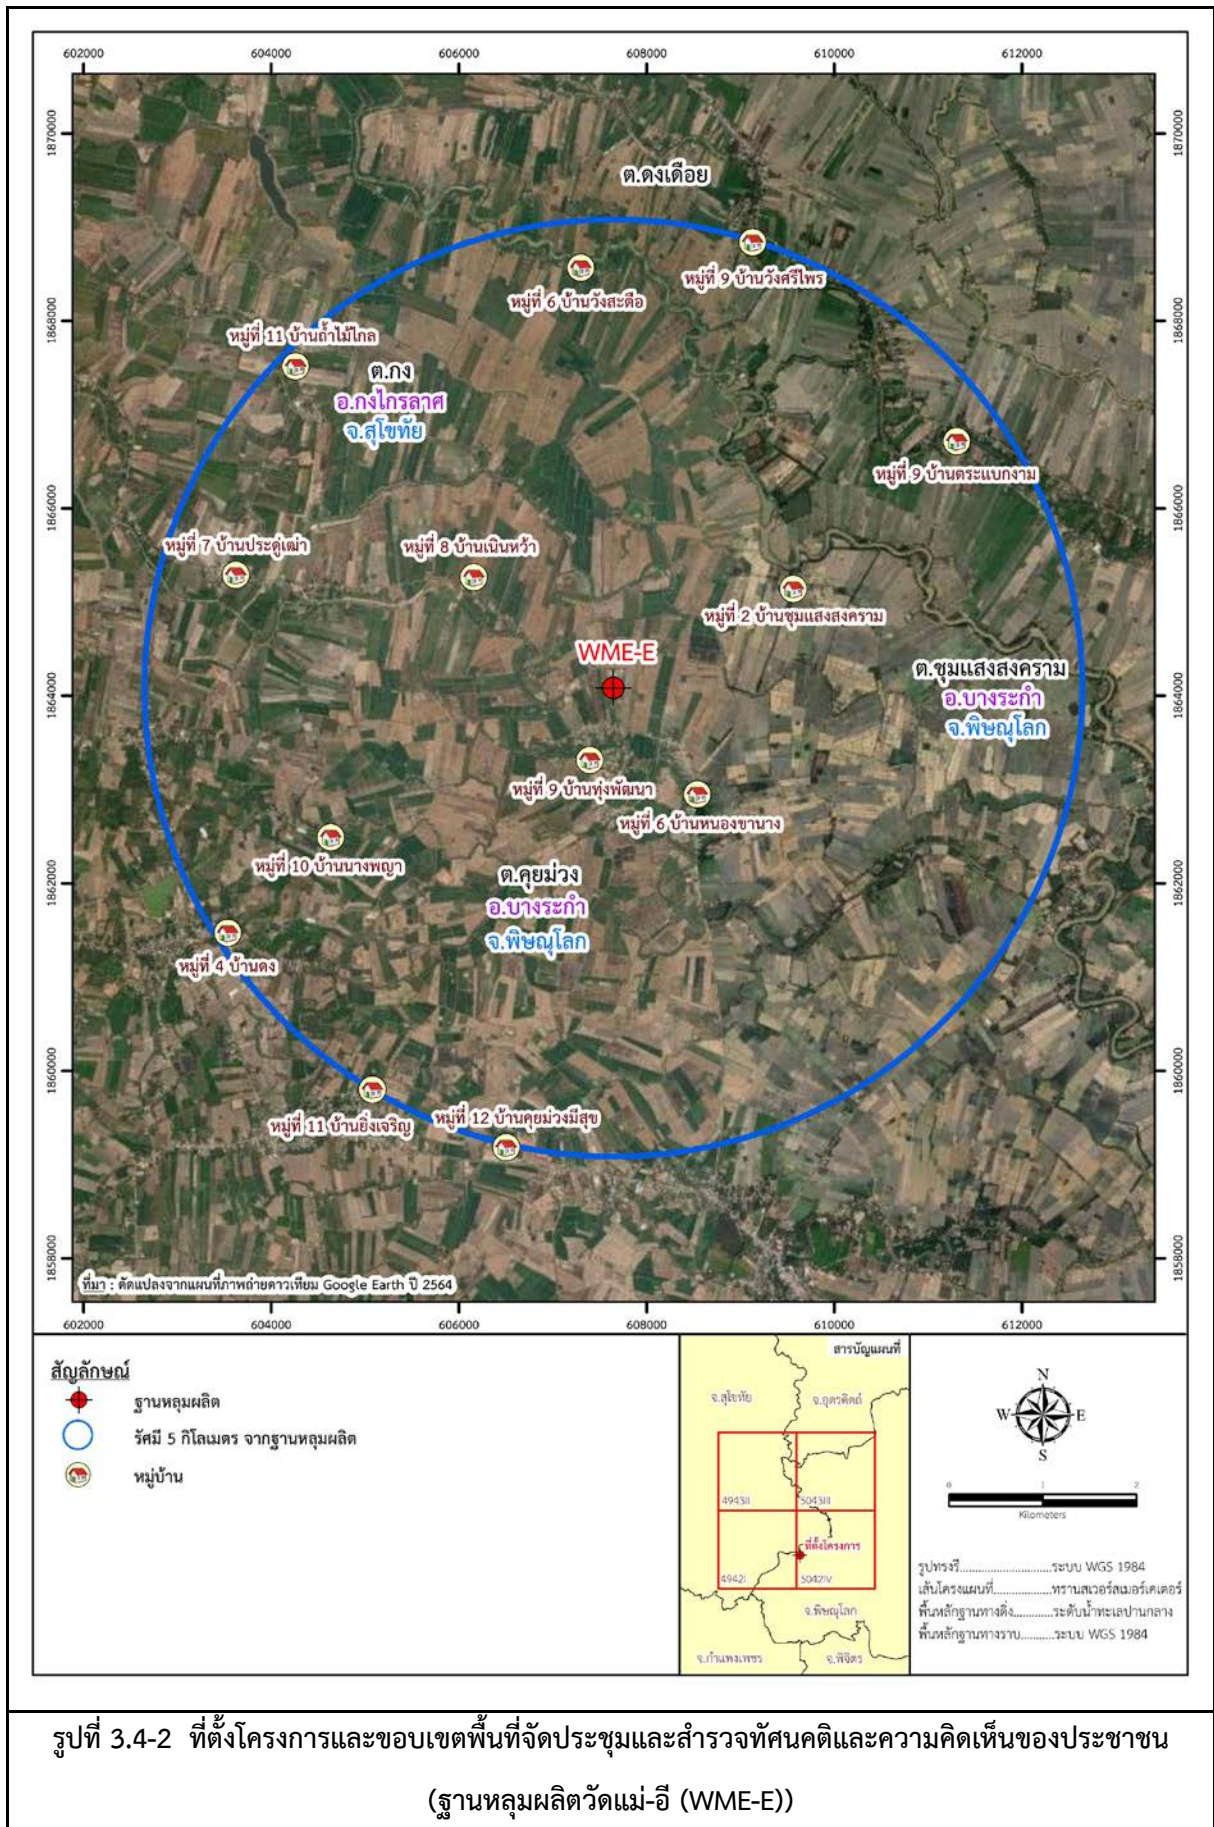 602000 604000 606000 608000 610000 612000
1870000
1870000
ต.ดงเดือย
หมู่ที่ 9 บ้านวังศรีไพร
หมู่ที่ 6 บ้านวังสะตือ
1868000
1868000
หมู่ที่ 11 บ้านถ้ำไม้ไกล
ต.กง
อ.กงไกรลาศ
จ.สุโขทัย
หมู่ที่ 9 บ้านตระแบกงาม
1866000
1866000
หมู่ที่ 7 บ้านประดู่เฒ่า
หมู่ที่ 8 บ้านเนินหว้า
หมู่ที่ 2 บ้านชุมแสงสงคราม
WME-E
ต.ชุมแสงสงคราม
อ.บางระกำ
จ.พิษณุโลก
1864000
1864000
หมู่ที่ 9 บ้านทุ่งพัฒนา
หมู่ที่ 6 บ้านหนองขานาง
หมู่ที่ 10 บ้านนางพญา
ต.คุยม่วง
อ.บางระกำ
จ.พิษณุโลก
1862000
1862000
หมู่ที่ 4 บ้านดง
1860000
1860000
หมู่ที่ 12 บ้านคุยม่วงมีสุข
หมู่ที่ 11 บ้านยิ่งเจริญ
1858000
1858000
ที่มา : ดัดแปลงจากแผนที่ภาพถ่ายดาวเทียม Google Earth ปี 2564
602000 604000 606000 608000 610000 612000
สัญลักษณ์
ฐานหลุมผลิต
รัศมี 5 กิโลเมตร จากฐานหลุมผลิต
หมู่บ้าน
สารบัญแผนที่
จ.สุโขทัย
จ.อุตรดิตถ์
4943II
5043III
ที่ตั้งโครงการ
4942I
5042IV
จ.พิษณุโลก
จ.กำแพงเพชร
จ.พิจิตร
N
W E
S
0 1 2
Kilometers
รูปทรงรี..............................ระบบ WGS 1984
เส้นโครงแผนที่...................ทรานสเวอร์สเมอร์เคเตอร์
พื้นหลักฐานทางดิ่ง.............ระดับน้ำทะเลปานกลาง
พื้นหลักฐานทางราบ...........ระบบ WGS 1984
รูปที่ 3.4-2 ที่ตั้งโครงการและขอบเขตพื้นที่จัดประชุมและสำรวจทัศนคติและความคิดเห็นของประชาชน
(ฐานหลุมผลิตวัดแม่-อี (WME-E))